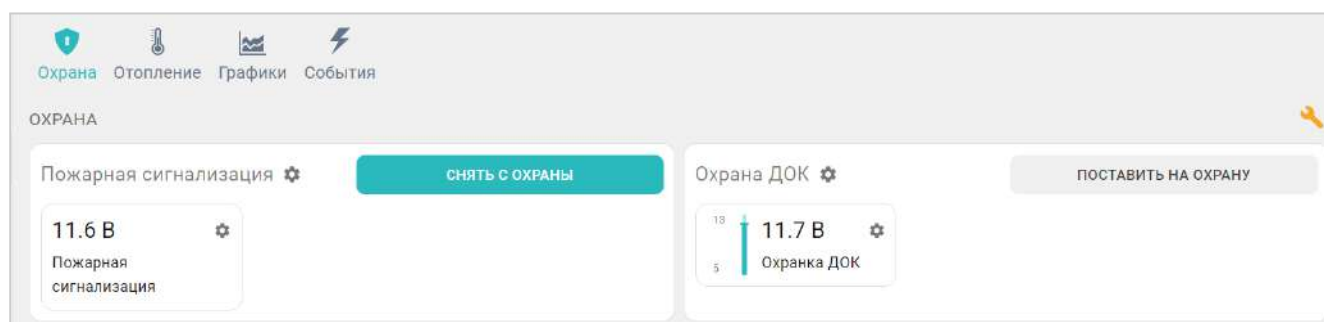 Охрана Отопление Графики События
ОХРАНА
Пожарная сигнализация СНЯТЬ С ОХРАНЫ
11.6 В
Пожарная
сигнализация
Охрана ДОК ПОСТАВИТЬ НА ОХРАНУ
13
11.7 В
5
Охранка ДОК